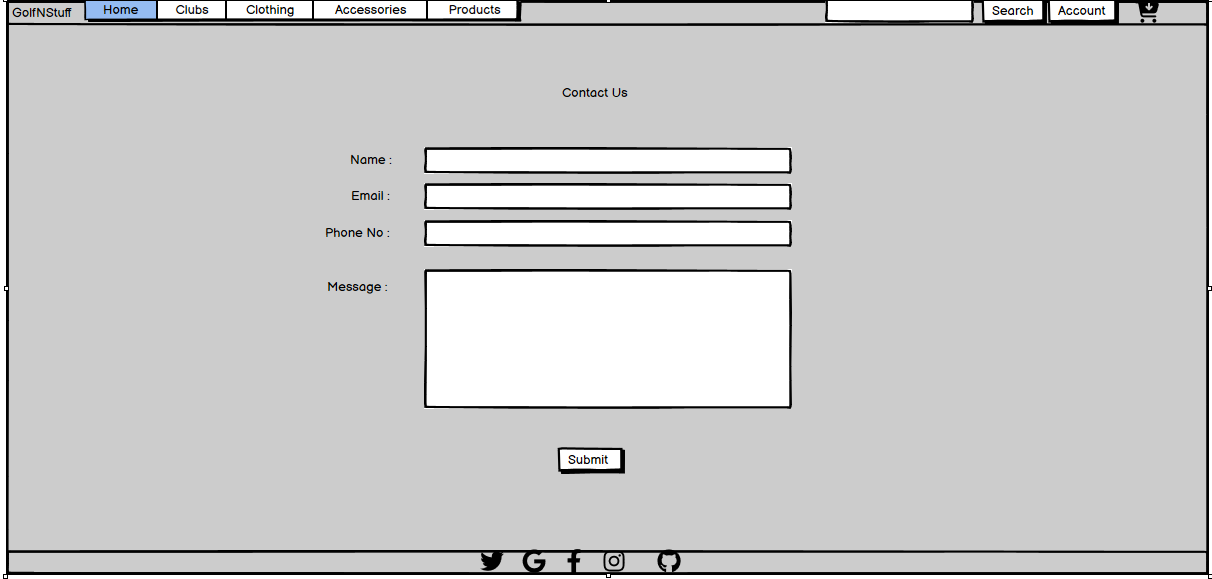 GolfNStuff Home Clubs Clothing Accessories Products Search Account
Contact Us
Name :
Email :
Phone No :
Message :
Submit